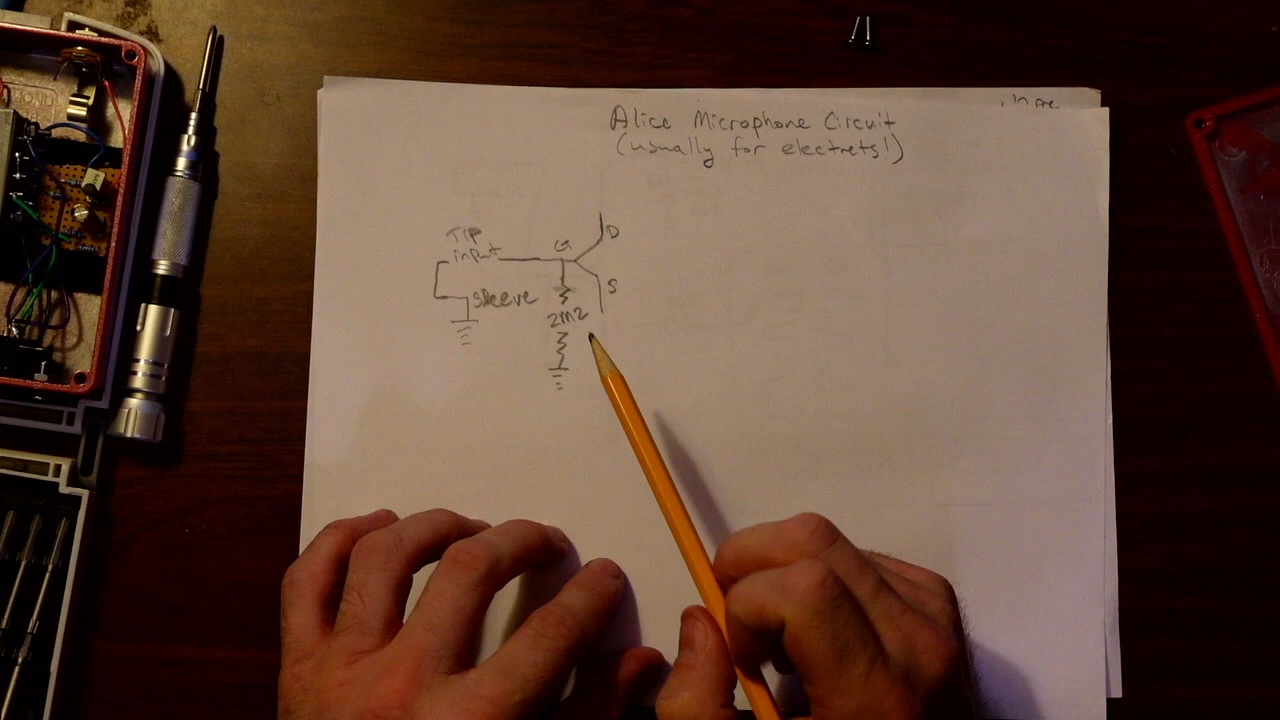 Alice Microphone Circuit
(usually for electrets!)
TIP
input
G
D
sleeve
S
2M2